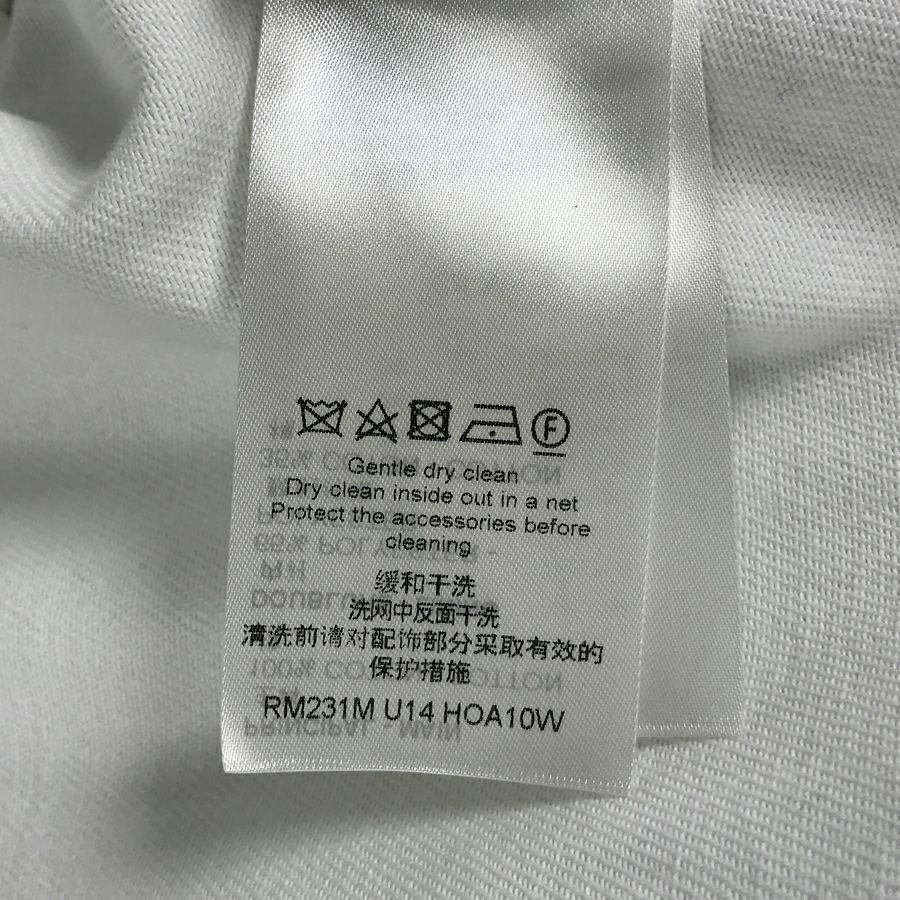 F
Gentle dry clean
Dry clean inside out in a net
Protect the accessories before
cleaning
缓和干洗
洗网中反面干洗
清洗前请对配饰部分采取有效的
保护措施
RM231M U14 HOA10W